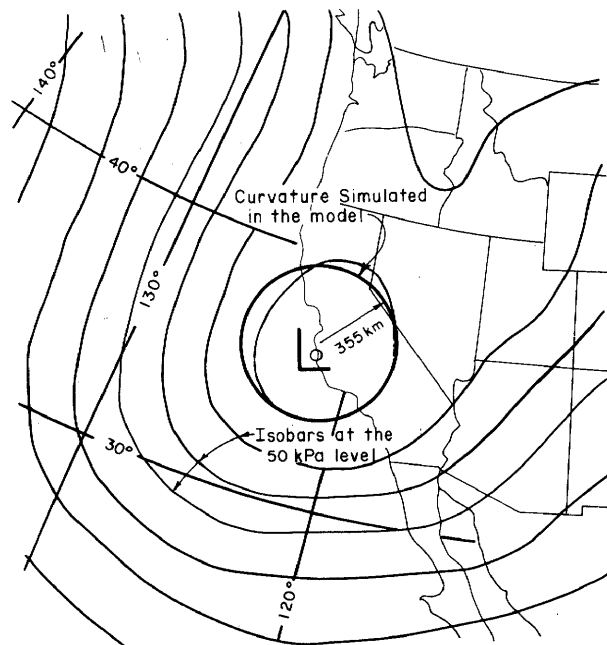 140°
40°
Curvature Simulated
in the model
130°
355 km
L
Isobars at the
50 kPa level
30°
120°